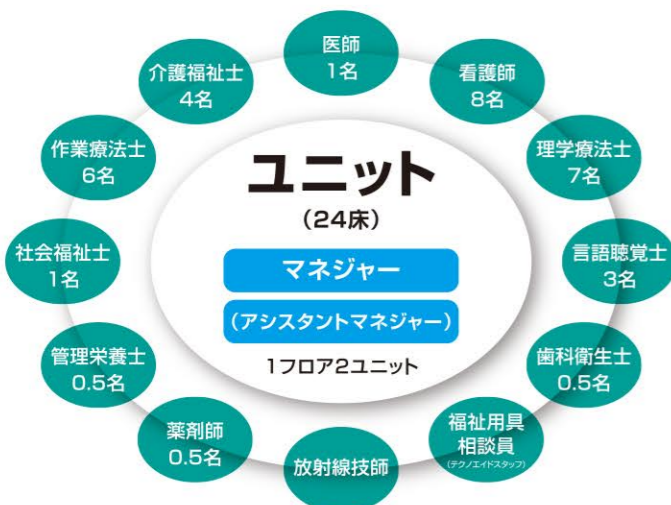 医師
1名
看護師
8名
理学療法士
7名
言語聴覚士
3名
歯科衛生士
0.5名
福祉用具
相談員
(テクノエイドスタッフ)
放射線技師
薬剤師
0.5名
管理栄養士
0.5名
社会福祉士
1名
作業療法士
6名
介護福祉士
4名
ユニット
(24床)
マネジャー
(アシスタントマネジャー)
1フロア2ユニット